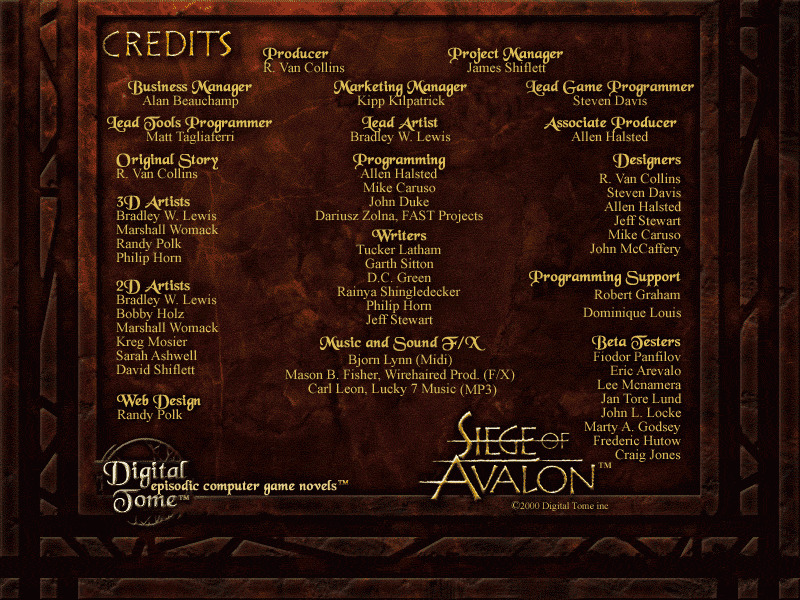 CREDITS
Producer
R. Van Collins
Project Manager
James Shiflett
Business Manager
Alan Beauchamp
Marketing Manager
Kipp Kilpatrick
Lead Game Programmer
Steven Davis
Lead Tools Programmer
Matt Tagliaferri
Lead Artist
Bradley W. Lewis
Associate Producer
Allen Halsted
Original Story
R. Van Collins
3D Artists
Bradley W. Lewis
Marshall Womack
Randy Polk
Philip Horn
2D Artists
Bradley W. Lewis
Bobby Holz
Marshall Womack
Kreg Mosier
Sarah Ashwell
David Shiflett
Web Design
Randy Polk
Programming
Allen Halsted
Mike Caruso
John Duke
Dariusz Zolna, FAST Projects
Writers
Tucker Latham
Garth Sitton
D.C. Green
Rainya Shingledecker
Philip Horn
Jeff Stewart
Music and Sound F/X
Bjorn Lynn (Midi)
Mason B. Fisher, Wirehaired Prod. (F/X)
Carl Leon, Lucky 7 Music (MP3)
Designers
R. Van Collins
Steven Davis
Allen Halsted
Jeff Stewart
Mike Caruso
John McCaffery
Programming Support
Robert Graham
Dominique Louis
Beta Testers
Fiodor Panfilov
Eric Arevalo
Lee Mcnamera
Jan Tore Lund
John L. Locke
Marty A. Godsey
Frederic Hutow
Craig Jones
Digital
episodic computer game novels™
Tome™
SIEGE OF
AVALON™
©2000 Digital Tome inc